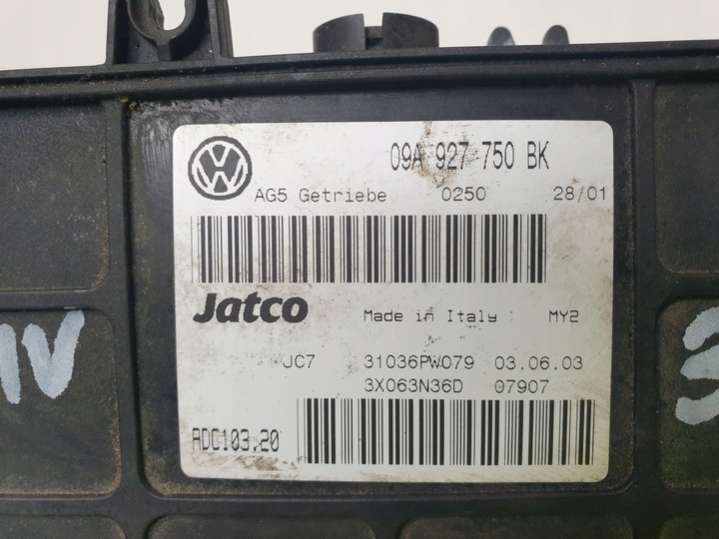 09A 927 750 BK
AG5 Getriebe 0250 28/01
Jatco Made in Italy MY2
JC7 31036PW079 03.06.03
3X063N36D 07907
ADC103.20